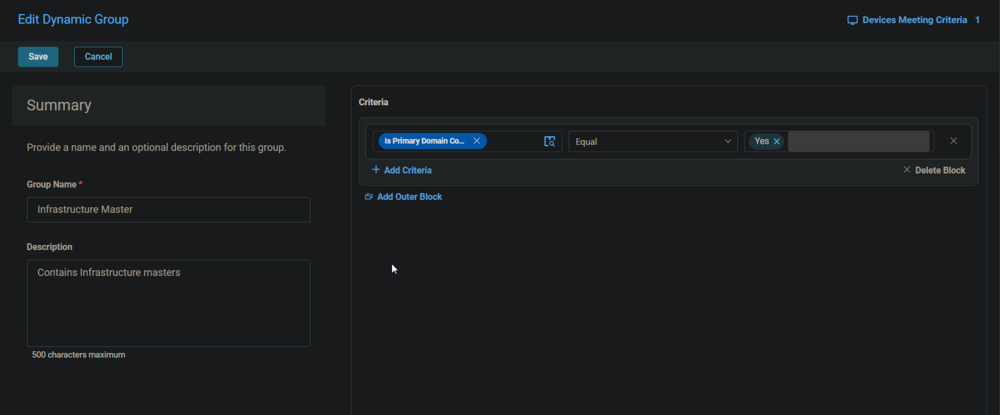 Edit Dynamic Group
Devices Meeting Criteria 1
Save
Cancel
Summary
Provide a name and an optional description for this group.
Group Name *
Infrastructure Master
Description
Contains Infrastructure masters
500 characters maximum
Criteria
Is Primary Domain Co...
Equal
Yes
Add Criteria
Delete Block
Add Outer Block